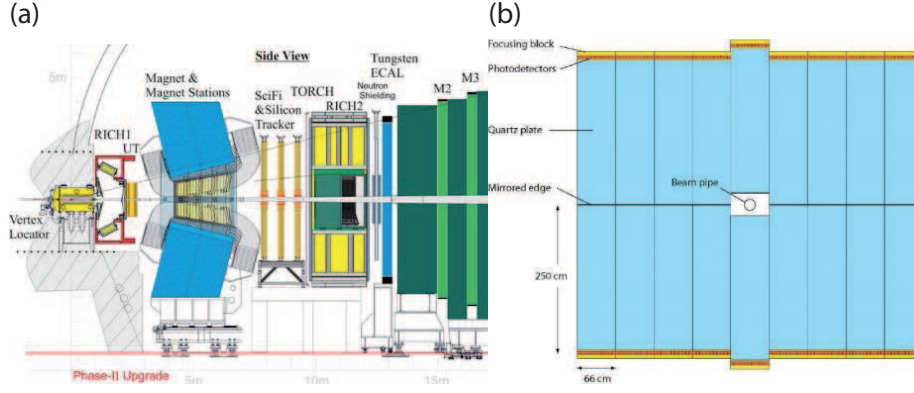 (a)
(b)
Side View
Tungsten
ECAL
Neutron
Shielding
M3
M2
Magnet &
Magnet Stations
TORCH
SciFi
&Silicon
Tracker
RICH2
RICH1
UT
5m
Vertex
Locator
Phase-II Upgrade
5m
10m
15m
Focusing block
Photodetectors
Quartz plate
Beam pipe
Mirrored edge
250 cm
66 cm